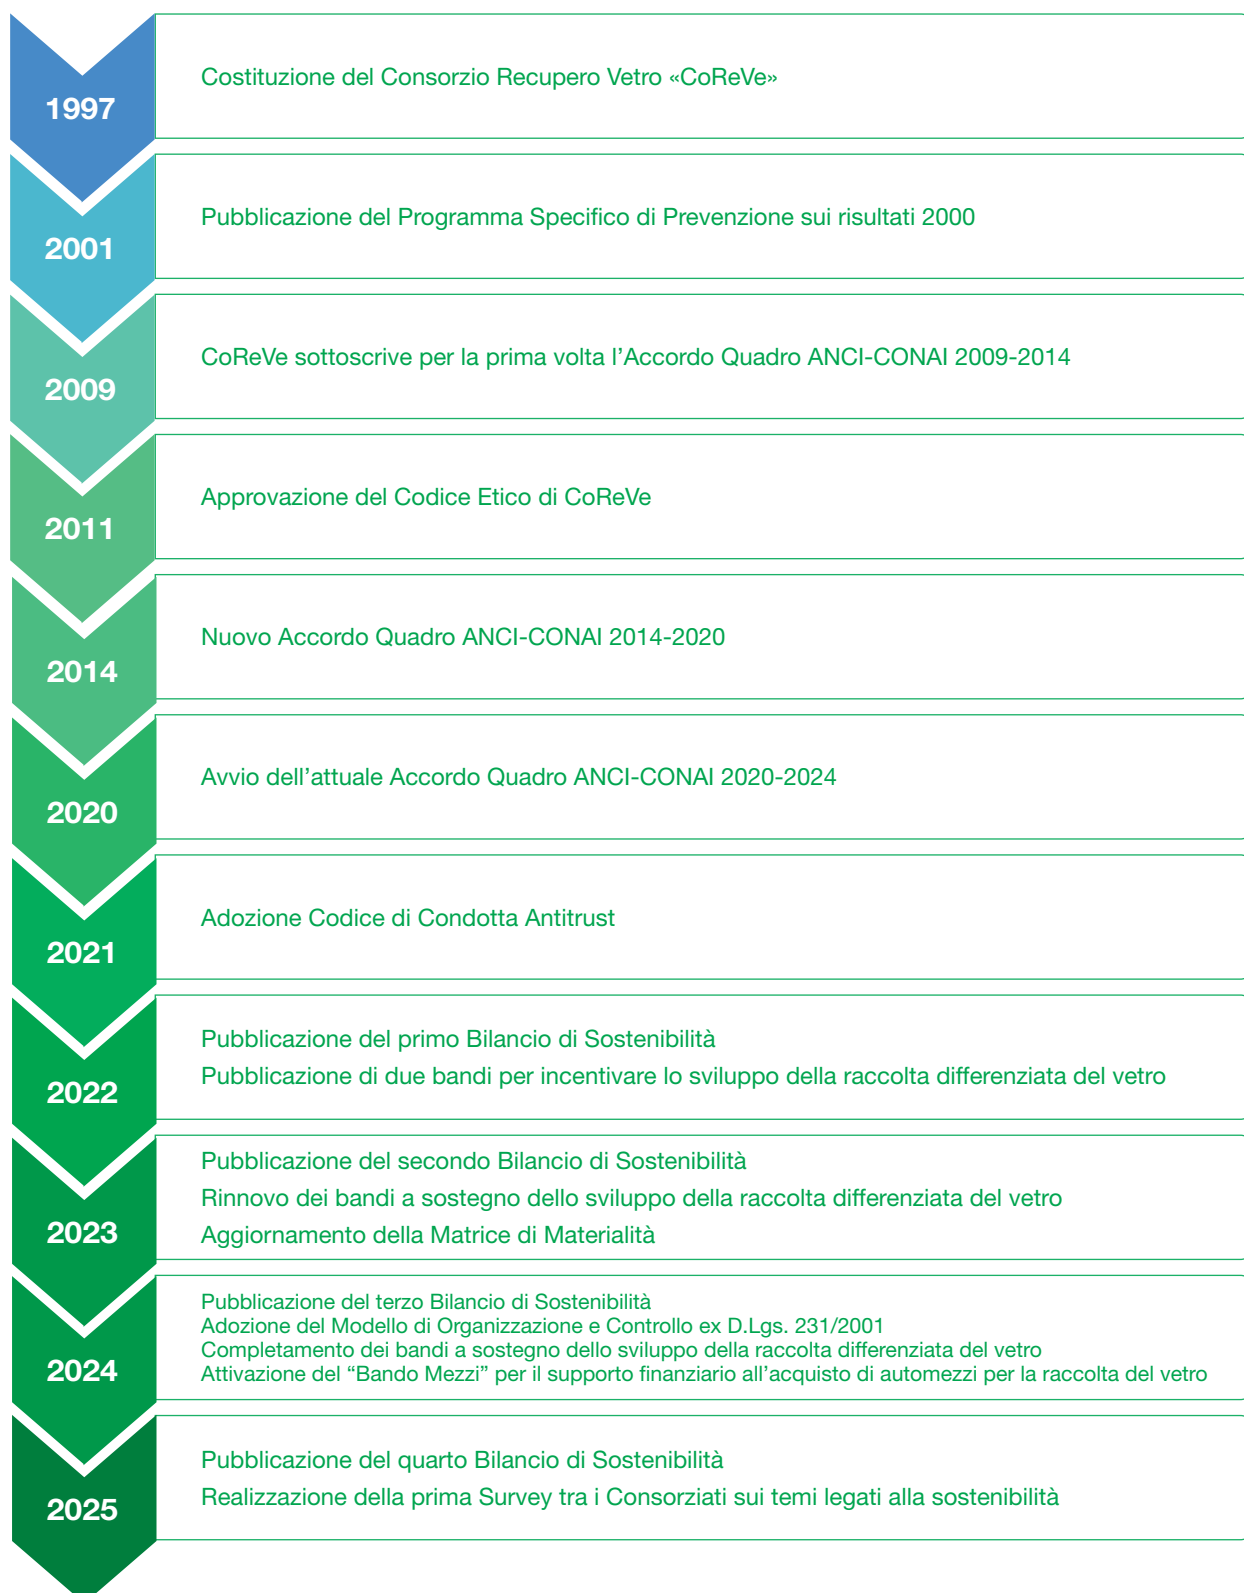 1997
Costituzione del Consorzio Recupero Vetro «CoReVe»
2001
Pubblicazione del Programma Specifico di Prevenzione sui risultati 2000
2009
CoReVe sottoscrive per la prima volta l’Accordo Quadro ANCI-CONAI 2009-2014
2011
Approvazione del Codice Etico di CoReVe
2014
Nuovo Accordo Quadro ANCI-CONAI 2014-2020
2020
Avvio dell’attuale Accordo Quadro ANCI-CONAI 2020-2024
2021
Adozione Codice di Condotta Antitrust
2022
Pubblicazione del primo Bilancio di Sostenibilità
Pubblicazione di due bandi per incentivare lo sviluppo della raccolta differenziata del vetro
2023
Pubblicazione del secondo Bilancio di Sostenibilità
Rinnovo dei bandi a sostegno dello sviluppo della raccolta differenziata del vetro
Aggiornamento della Matrice di Materialità
2024
Pubblicazione del terzo Bilancio di Sostenibilità
Adozione del Modello di Organizzazione e Controllo ex D.Lgs. 231/2001
Completamento dei bandi a sostegno dello sviluppo della raccolta differenziata del vetro
Attivazione del “Bando Mezzi” per il supporto finanziario all’acquisto di automezzi per la raccolta del vetro
2025
Pubblicazione del quarto Bilancio di Sostenibilità
Realizzazione della prima Survey tra i Consorziati sui temi legati alla sostenibilità